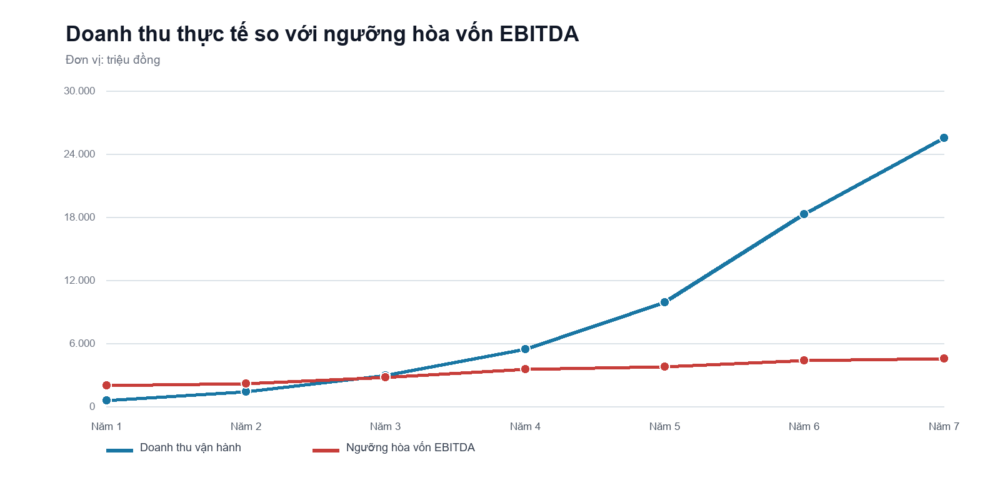 Doanh thu thực tế so với ngưỡng hòa vốn EBITDA
Đơn vị: triệu đồng
30.000
24.000
18.000
12.000
6.000
0
Năm 1 Năm 2 Năm 3 Năm 4 Năm 5 Năm 6 Năm 7
Doanh thu vận hành Ngưỡng hòa vốn EBITDA